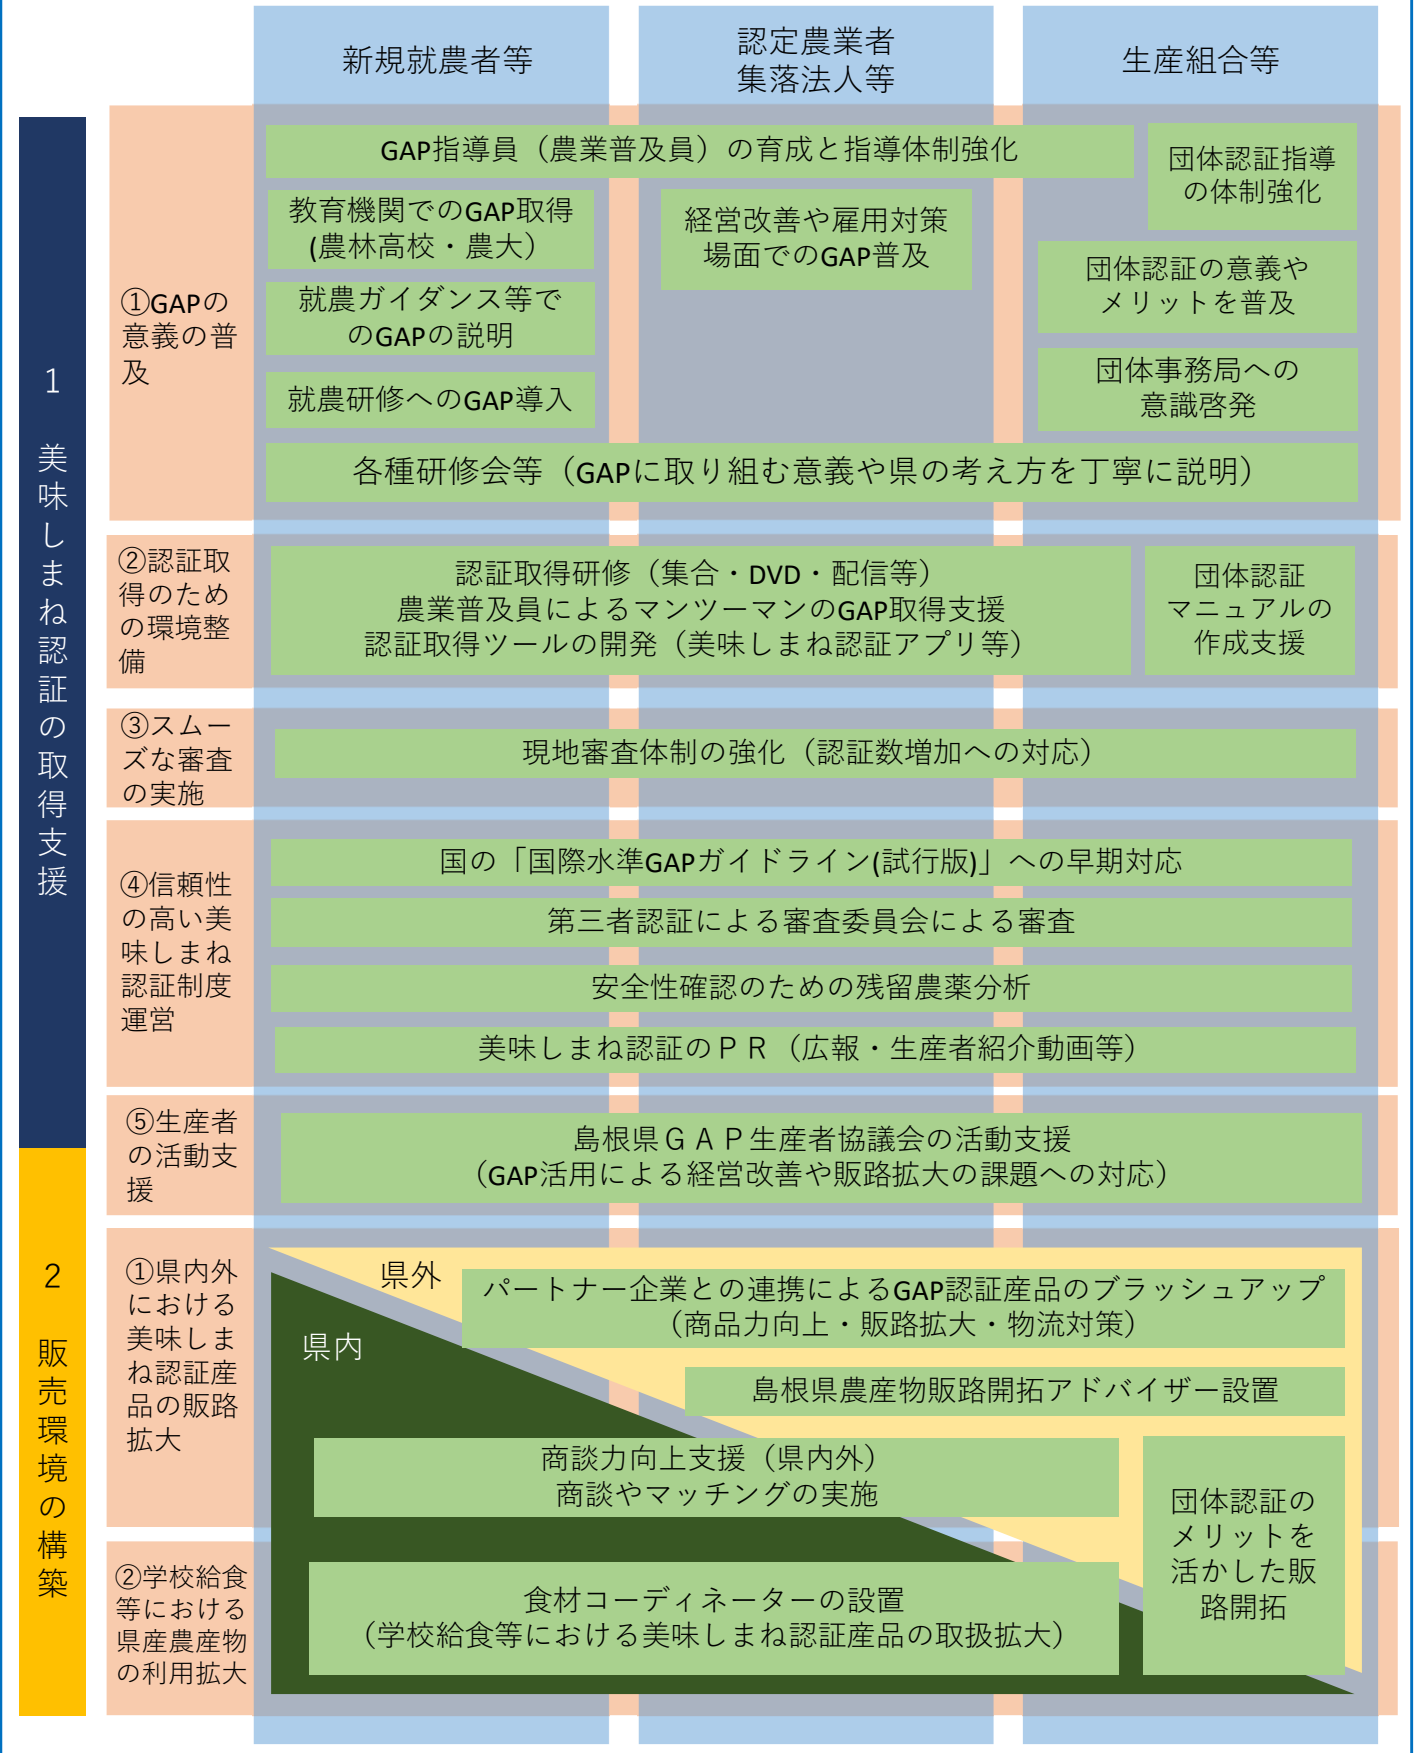 新規就農者等
認定農業者
集落法人等
生産組合等
1 美味しまね認証の取得支援
①GAPの
意義の普
及
GAP指導員（農業普及員）の育成と指導体制強化
団体認証指導
の体制強化
教育機関でのGAP取得
(農林高校・農大）
経営改善や雇用対策
場面でのGAP普及
団体認証の意義や
メリットを普及
就農ガイダンス等で
のGAPの説明
団体事務局への
意識啓発
就農研修へのGAP導入
各種研修会等（GAPに取り組む意義や県の考え方を丁寧に説明）
②認証取
得のため
の環境整
備
認証取得研修（集合・DVD・配信等）
農業普及員によるマンツーマンのGAP取得支援
認証取得ツールの開発（美味しまね認証アプリ等）
団体認証
マニュアルの
作成支援
③スムー
ズな審査
の実施
現地審査体制の強化（認証数増加への対応）
④信頼性
の高い美
味しまね
認証制度
運営
国の「国際水準GAPガイドライン(試行版)」への早期対応
第三者認証による審査委員会による審査
安全性確認のための残留農薬分析
美味しまね認証のＰＲ（広報・生産者紹介動画等）
⑤生産者
の活動支
援
島根県ＧＡＰ生産者協議会の活動支援
（GAP活用による経営改善や販路拡大の課題への対応）
2 販売環境の構築
①県内外
における
美味しま
ね認証産
品の販路
拡大
県外
県内
パートナー企業との連携によるGAP認証産品のブラッシュアップ
（商品力向上・販路拡大・物流対策）
島根県農産物販路開拓アドバイザー設置
商談力向上支援（県内外）
商談やマッチングの実施
団体認証の
メリットを
活かした販
路開拓
②学校給食
等における
県産農産物
の利用拡大
食材コーディネーターの設置
（学校給食等における美味しまね認証産品の取扱拡大）